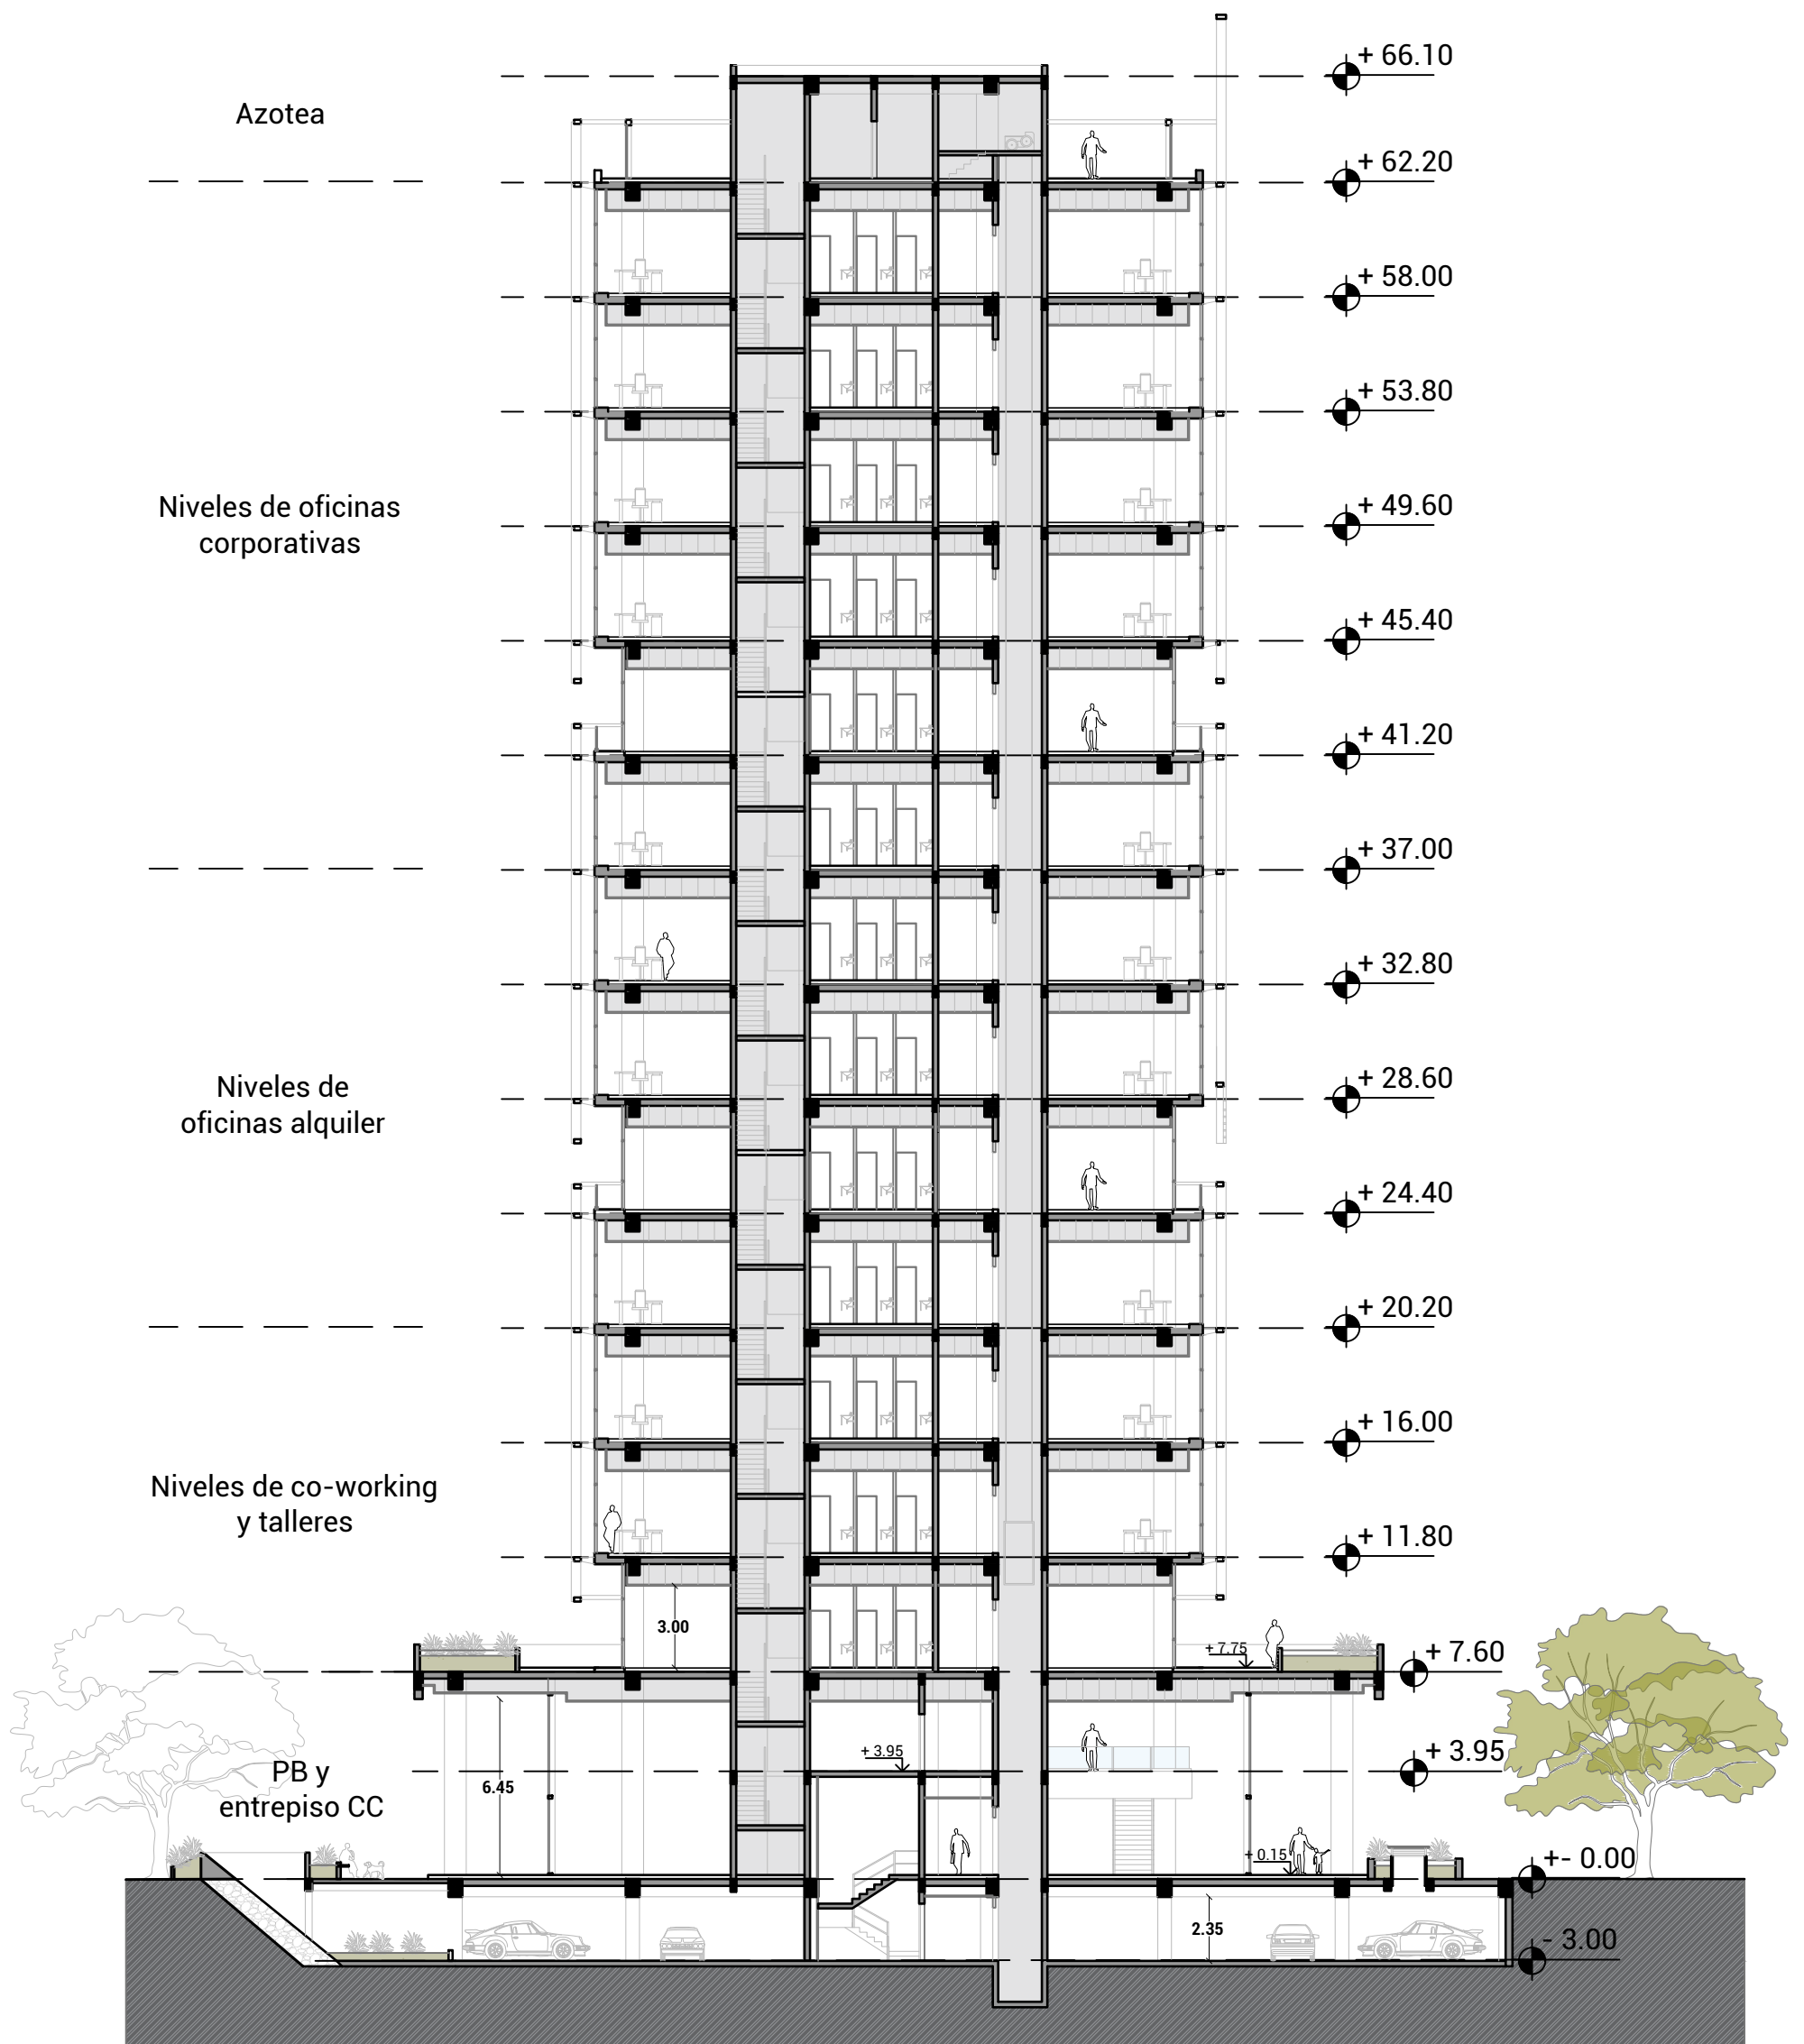 + 66.10
Azotea
+ 62.20
+ 58.00
+ 53.80
Niveles de oficinas
corporativas
+ 49.60
+ 45.40
+ 41.20
+ 37.00
+ 32.80
Niveles de
oficinas alquiler
+ 28.60
+ 24.40
+ 20.20
+ 16.00
Niveles de co-working
y talleres
+ 11.80
3.00
+ 7.75
+ 7.60
+ 3.95
+ 3.95
PB y
entrepiso CC
6.45
+ 0.15
+- 0.00
2.35
- 3.00